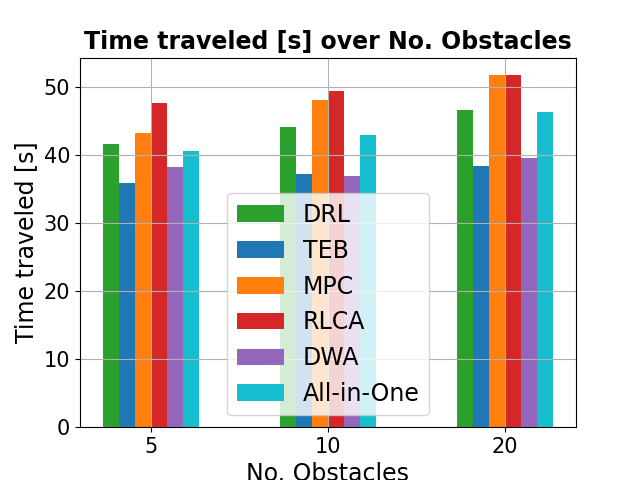 Time traveled [s] over No. Obstacles
Time traveled [s]
50
40
30
20
10
0
DRL
TEB
MPC
RLCA
DWA
All-in-One
5
10
20
No. Obstacles